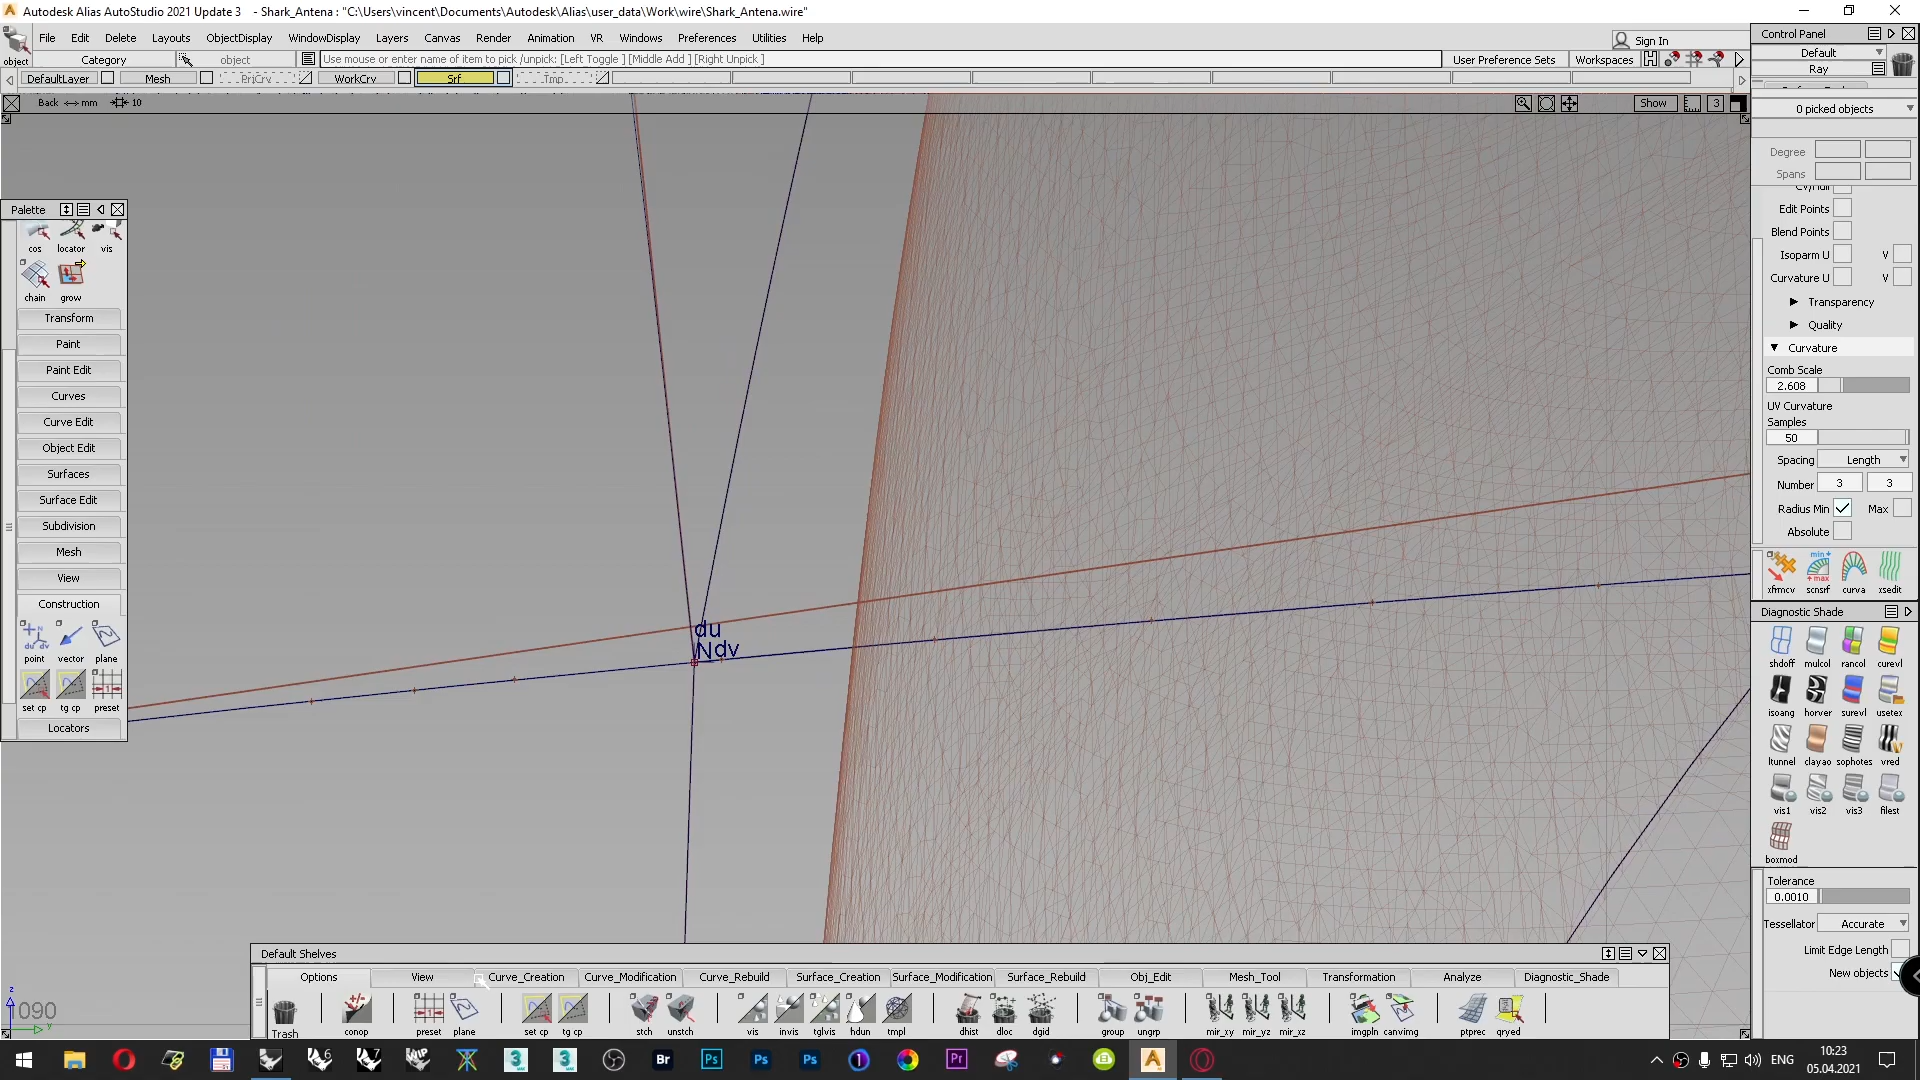 Autodesk Alias AutoStudio 2021 Update 3 - Shark_Antena : "C:\Users\vincent\Documents\Autodesk\Alias\user_data\Work\wire\Shark_Antena.wire"
File Edit Delete Layouts ObjectDisplay WindowDisplay Layers Canvas Render Animation VR Windows Preferences Utilities Help
Sign In
object Category object Use mouse or enter name of item to pick /unpick: [Left Toggle ] [Middle Add ] [Right Unpick ] User Preference Sets Workspaces
DefaultLayer Mesh PrjCrv WorkCrv Srf Tmp
Back mm 10 Show 3
Control Panel
Default
Ray
0 picked objects
Degree
Spans
Edit Points
Blend Points
Isoparm U V
Curvature U V
Transparency
Quality
Curvature
Comb Scale
2.608
UV Curvature
Samples
50
Spacing Length
Number 3 3
Radius Min Max
Absolute
xfrmcv scnsrf curva xsedit
min max
Diagnostic Shade
shdoff mulcol rancol curevl
isoang horver surevl usetex
ltunnel clayao sophotes vred
vis1 vis2 vis3 filest
boxmod
Tolerance
0.0010
Tessellator Accurate
Limit Edge Length
New objects
Palette
cos locator vis
chain grow
Transform
Paint
Paint Edit
Curves
Curve Edit
Object Edit
Surfaces
Surface Edit
Subdivision
Mesh
View
Construction
point vector plane
set cp tg cp preset
Locators
du
Ndv
Default Shelves
Options View Curve_Creation Curve_Modification Curve_Rebuild Surface_Creation Surface_Modification Surface_Rebuild Obj_Edit Mesh_Tool Transformation Analyze Diagnostic_Shade
Trash conop preset plane set cp tg cp stch unstch vis invis tglvis hdun tmpl dhist dloc dgid group ungrp mir_xy mir_yz mir_xz imgpln canvimg ptprec qryed
z
090
y
Br Ps Ps Ps Pr
ENG
10:23
05.04.2021